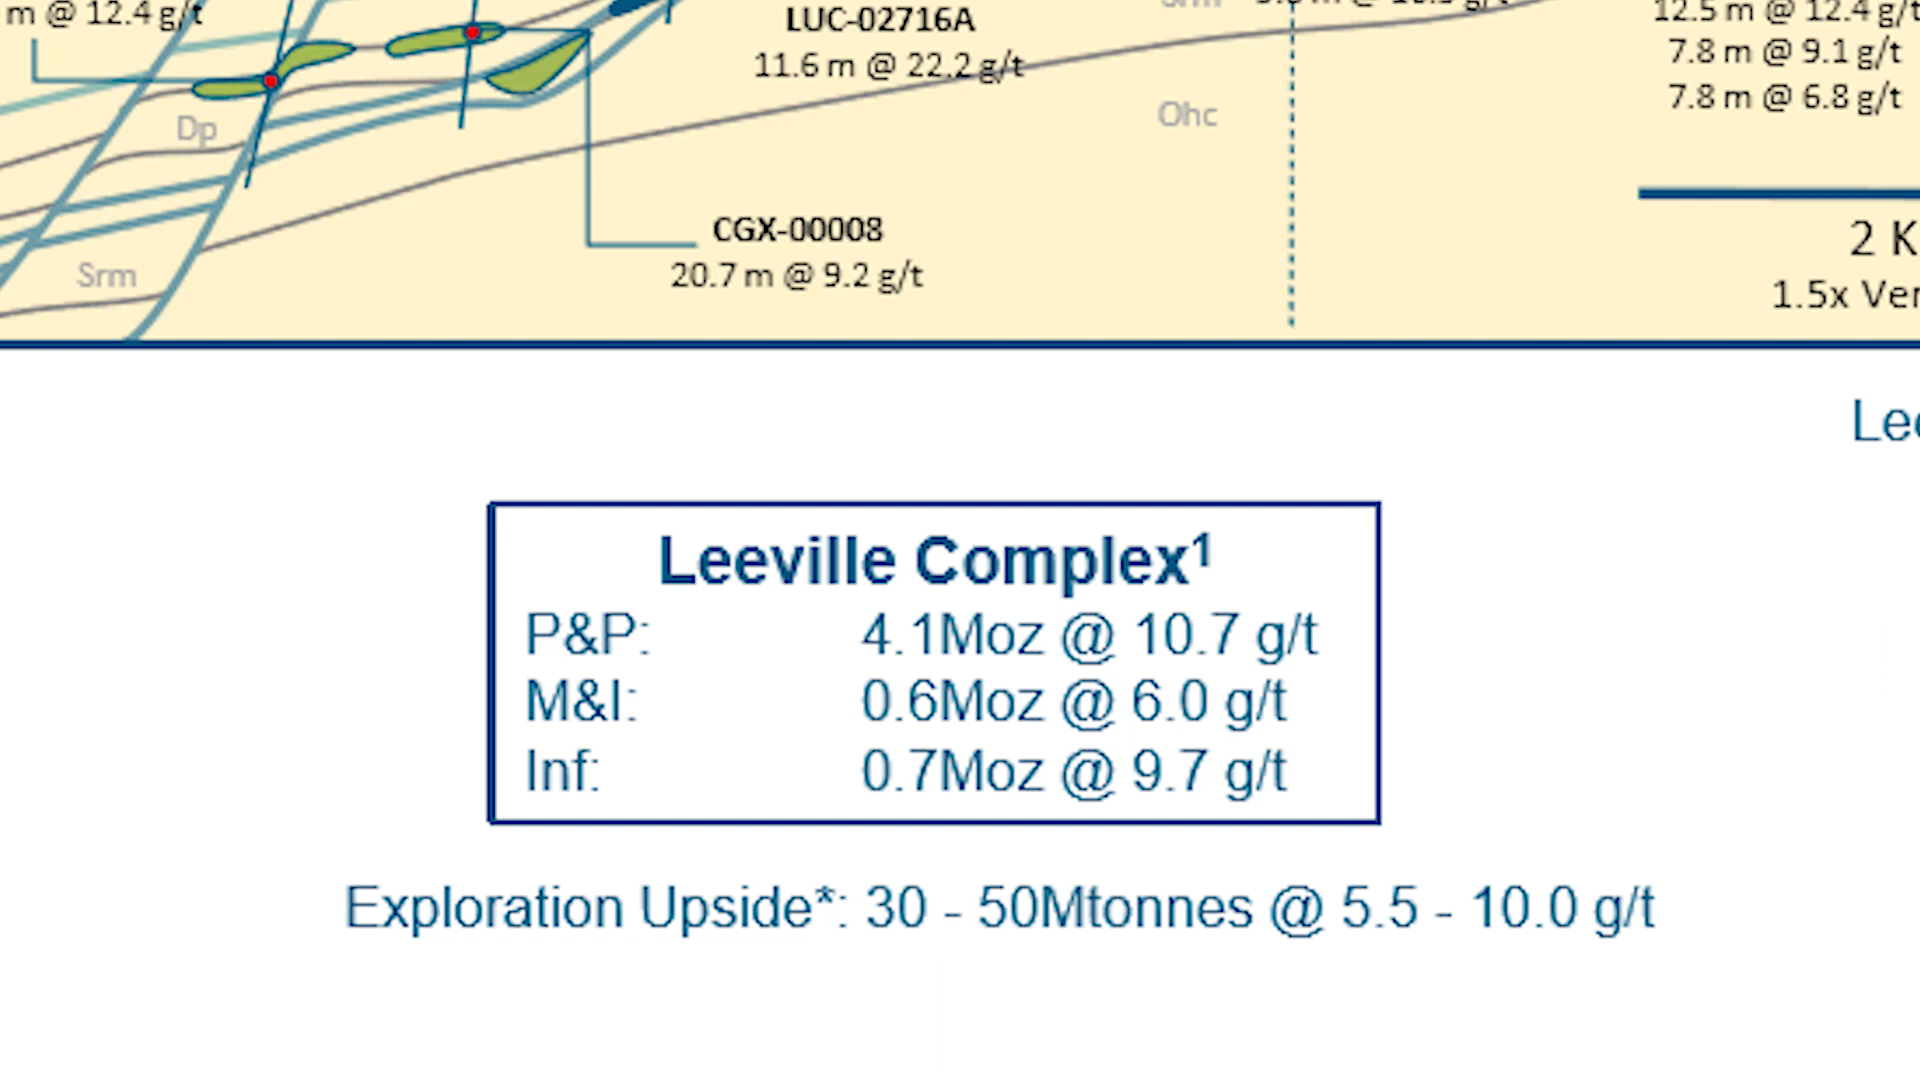 m @ 12.4 g/t
LUC-02716A
11.6 m @ 22.2 g/t
12.5 m @ 12.4 g/t
7.8 m @ 9.1 g/t
7.8 m @ 6.8 g/t
Ohc
Dp
CGX-00008
20.7 m @ 9.2 g/t
Srm
2 K
1.5x Ver
Lee
Leeville Complex¹
P&P: 4.1Moz @ 10.7 g/t
M&I: 0.6Moz @ 6.0 g/t
Inf: 0.7Moz @ 9.7 g/t
Exploration Upside*: 30 - 50Mtonnes @ 5.5 - 10.0 g/t